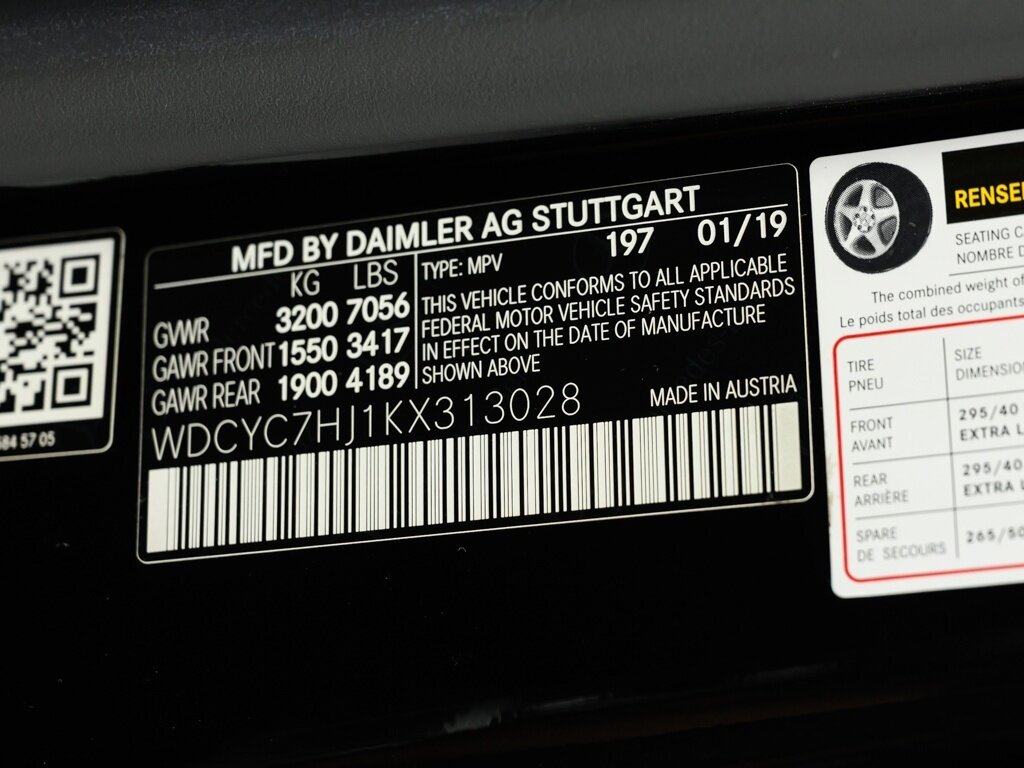 584 57 05
MFD BY DAIMLER AG STUTTGART
KG LBS
GVWR 3200 7056
GAWR FRONT 1550 3417
GAWR REAR 1900 4189
TYPE: MPV 197 01/19
THIS VEHICLE CONFORMS TO ALL APPLICABLE
FEDERAL MOTOR VEHICLE SAFETY STANDARDS
IN EFFECT ON THE DATE OF MANUFACTURE
SHOWN ABOVE
WDCYC7HJ1KX313028
MADE IN AUSTRIA
SEATING
NOMBRE
The combined weight of
Le poids total des occupants
TIRE
PNEU
SIZE
FRONT
AVANT
295/40
EXTRA
REAR
ARRIÈRE
295/40
EXTRA
SPARE
DE SECOURS
265/50